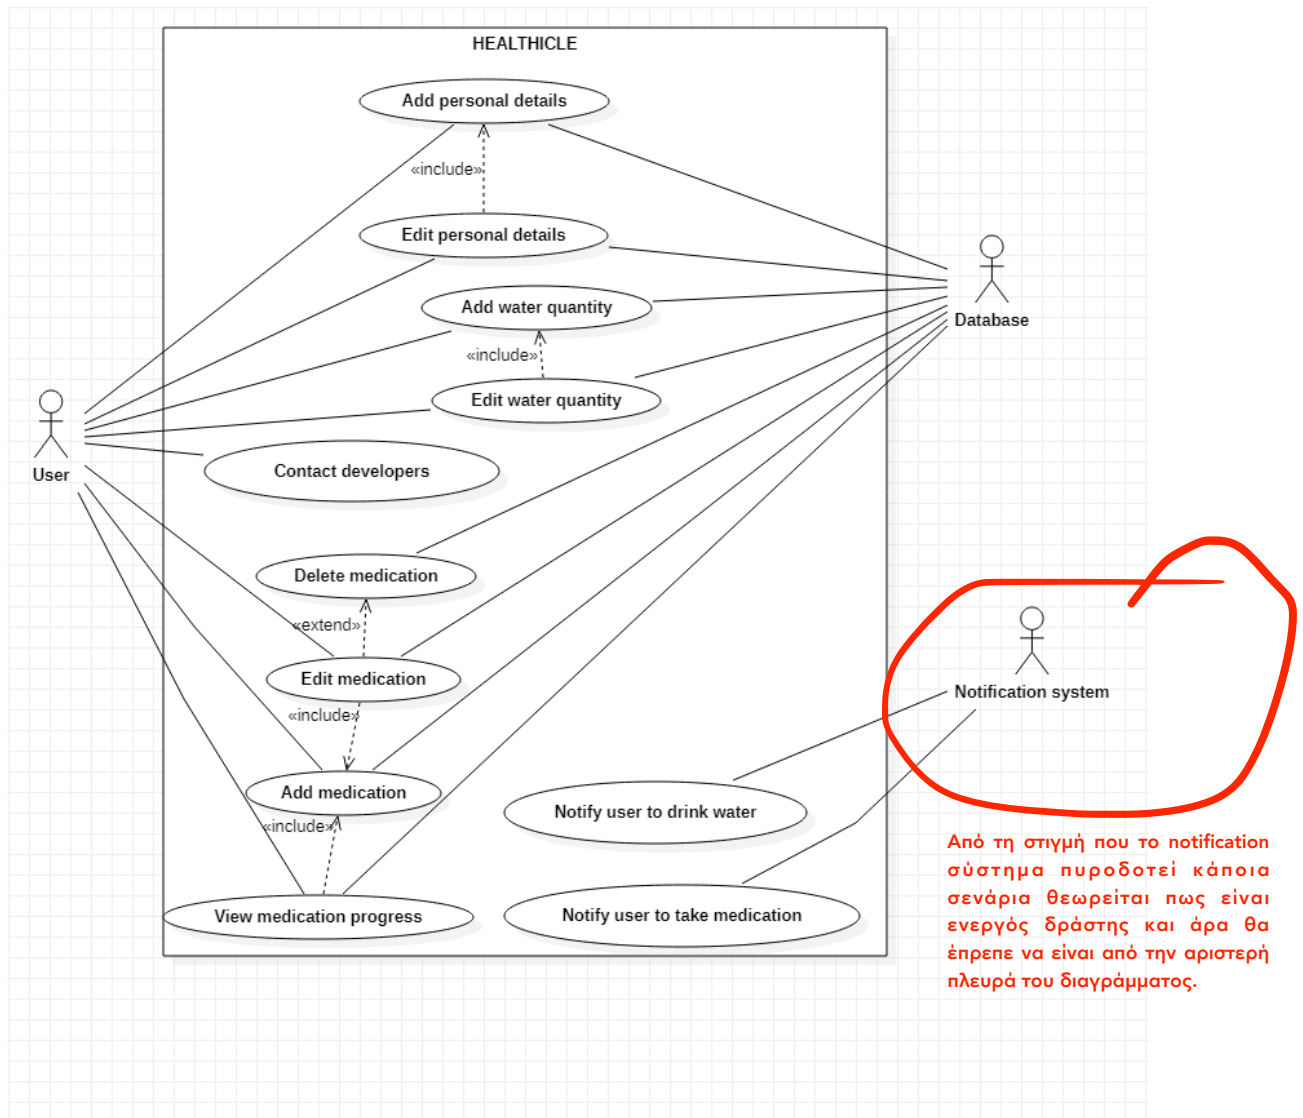 HEALTHICLE
Add personal details
«include»
Edit personal details
Add water quantity
«include»
Edit water quantity
Contact developers
User
Database
Delete medication
«extend»
Edit medication
«include»
Add medication
«include»
View medication progress
Notification system
Notify user to drink water
Notify user to take medication
Από τη στιγμή που το notification
σύστημα πυροδοτεί κάποια
σενάρια θεωρείται πως είναι
ενεργός δράστης και άρα θα
έπρεπε να είναι από την αριστερή
πλευρά του διαγράμματος.